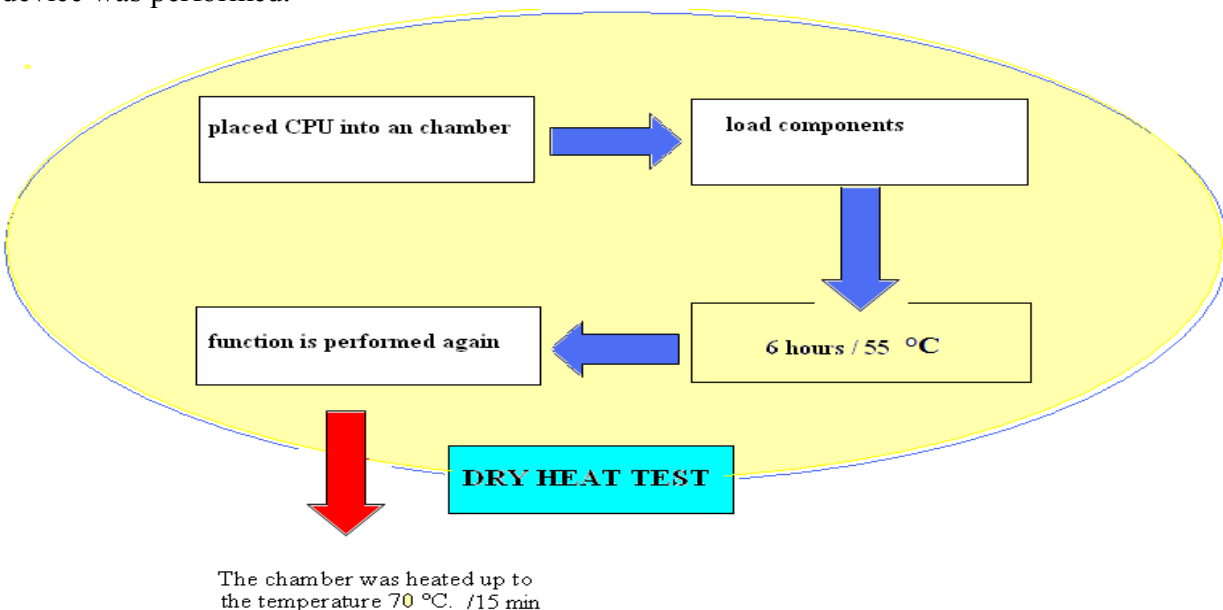 device was performed.
placed CPU into an chamber
load components
6 hours / 55 °C
function is performed again
DRY HEAT TEST
The chamber was heated up to
the temperature 70 °C. /15 min